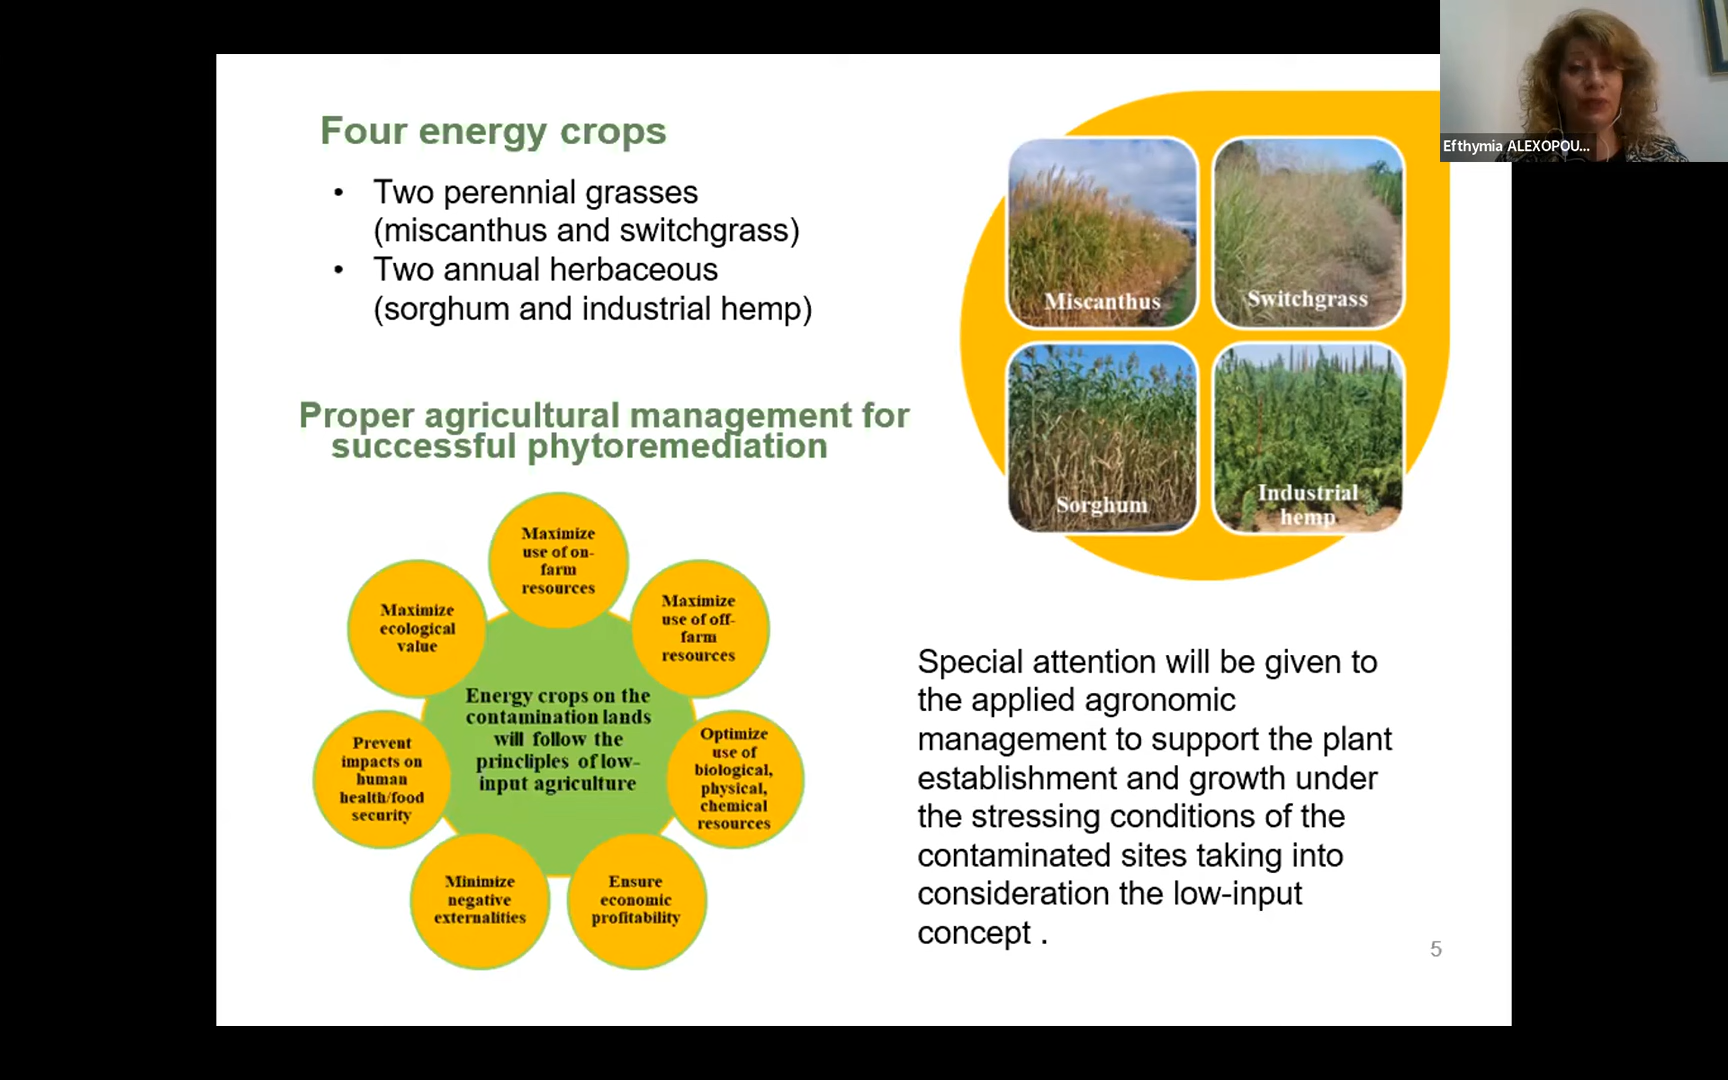 Four energy crops
• Two perennial grasses
(miscanthus and switchgrass)
• Two annual herbaceous
(sorghum and industrial hemp)
Miscanthus
Switchgrass
Sorghum
Industrial
hemp
Efthymia ALEXOPOU...
Proper agricultural management for
successful phytoremediation
Maximize
use of on-
farm
resources
Maximize
use of off-
farm
resources
Optimize
use of
biological,
physical,
chemical
resources
Ensure
economic
profitability
Minimize
negative
externalities
Prevent
impacts on
human
health/food
security
Maximize
ecological
value
Energy crops on the
contamination lands
will follow the
princliples of low-
input agriculture
Special attention will be given to
the applied agronomic
management to support the plant
establishment and growth under
the stressing conditions of the
contaminated sites taking into
consideration the low-input
concept .
5